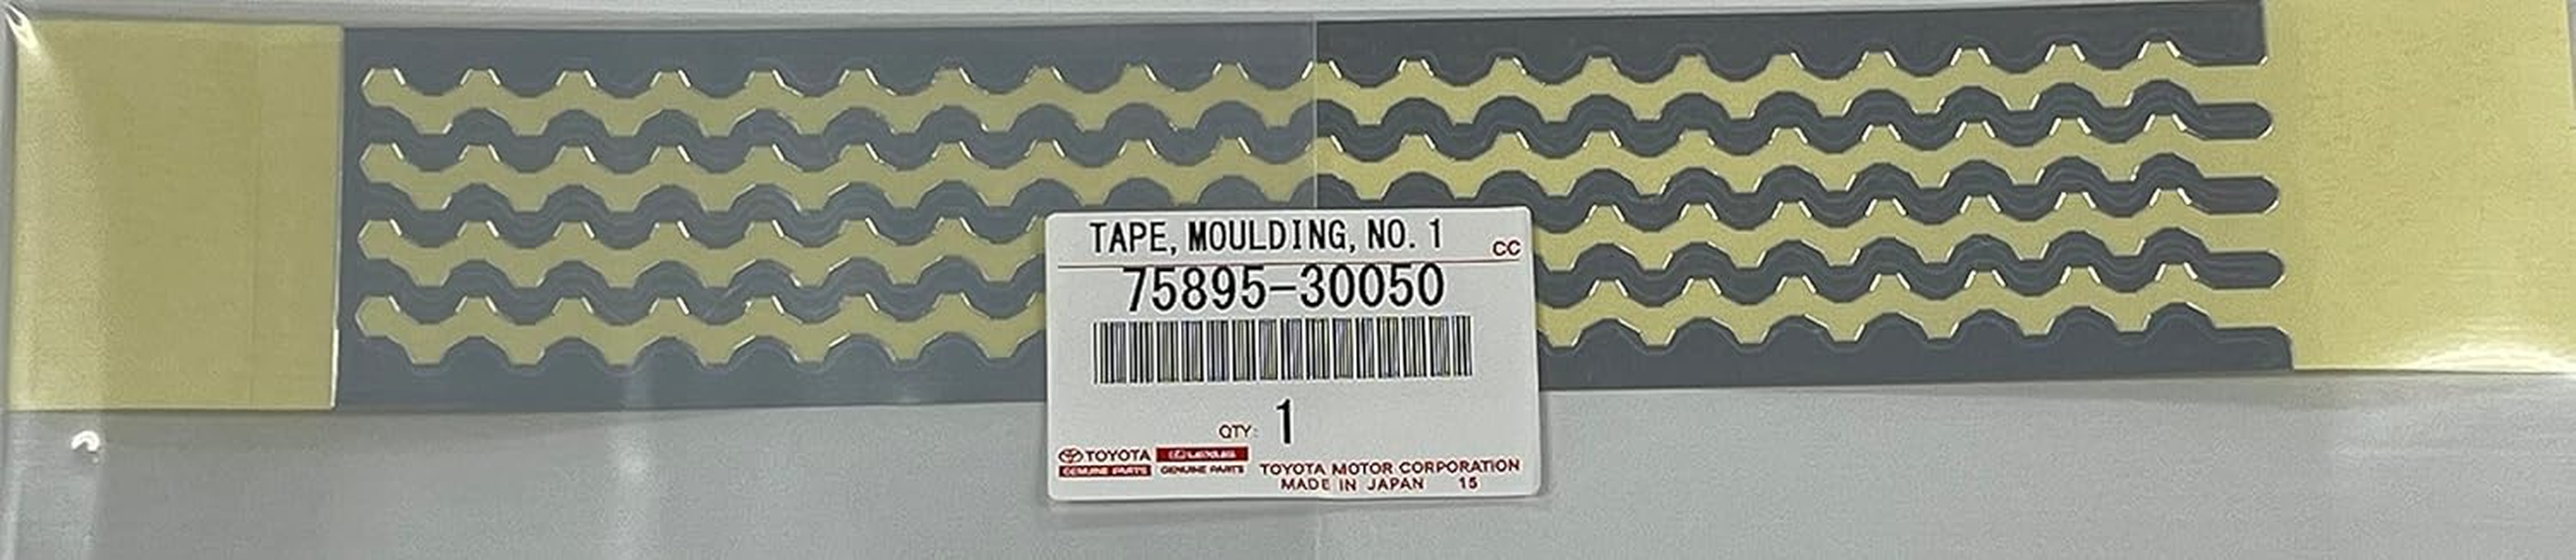 TAPE, MOULDING, NO. 1
CC
75895-30050
QTY: 1
TOYOTA LEXUS
GENUINE PARTS GENUINE PARTS
TOYOTA MOTOR CORPORATION
MADE IN JAPAN 15